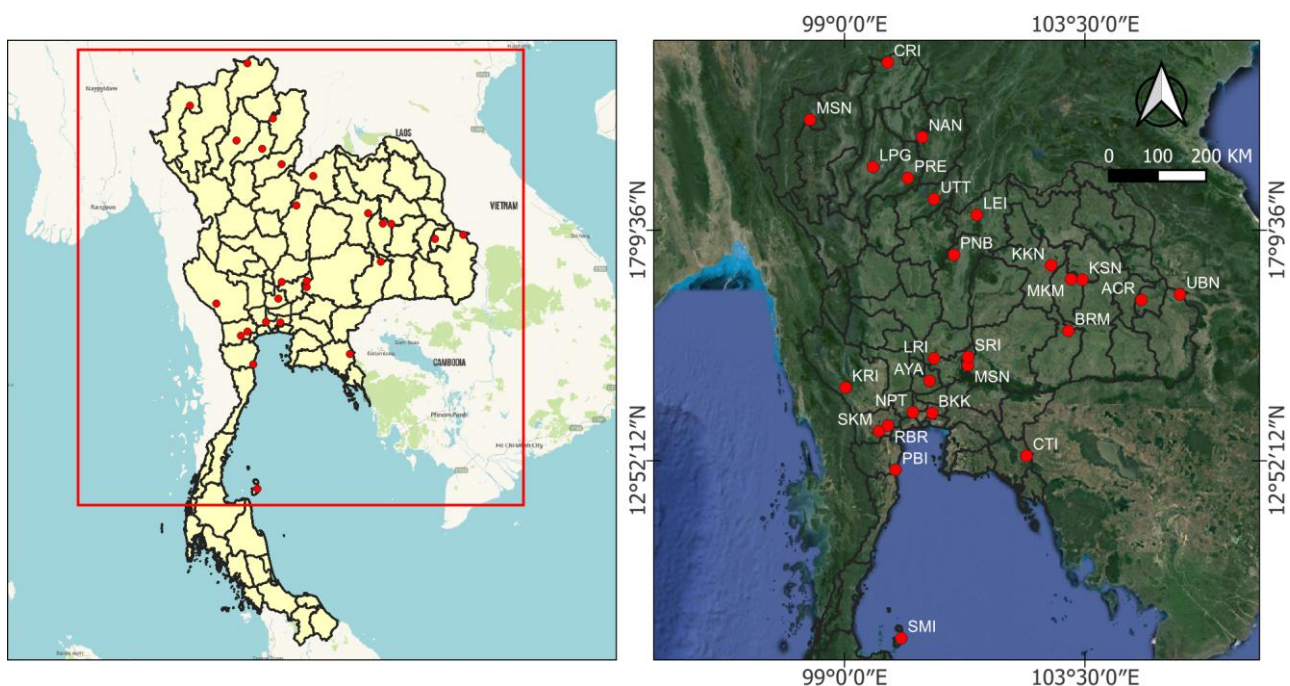 LAOS
VIETNAM
CAMBODIA
99°0′0″E 103°30′0″E
CRI
MSN
NAN
LPG
PRE
0 100 200 KM
UTT
LEI
17°9′36″N
17°9′36″N
PNB
KKN
KSN
UBN
MKM
ACR
BRM
LRI
SRI
AYA
MSN
KRI
NPT
BKK
SKM
RBR
CTI
PBI
12°52′12″N
12°52′12″N
SMI
99°0′0″E 103°30′0″E